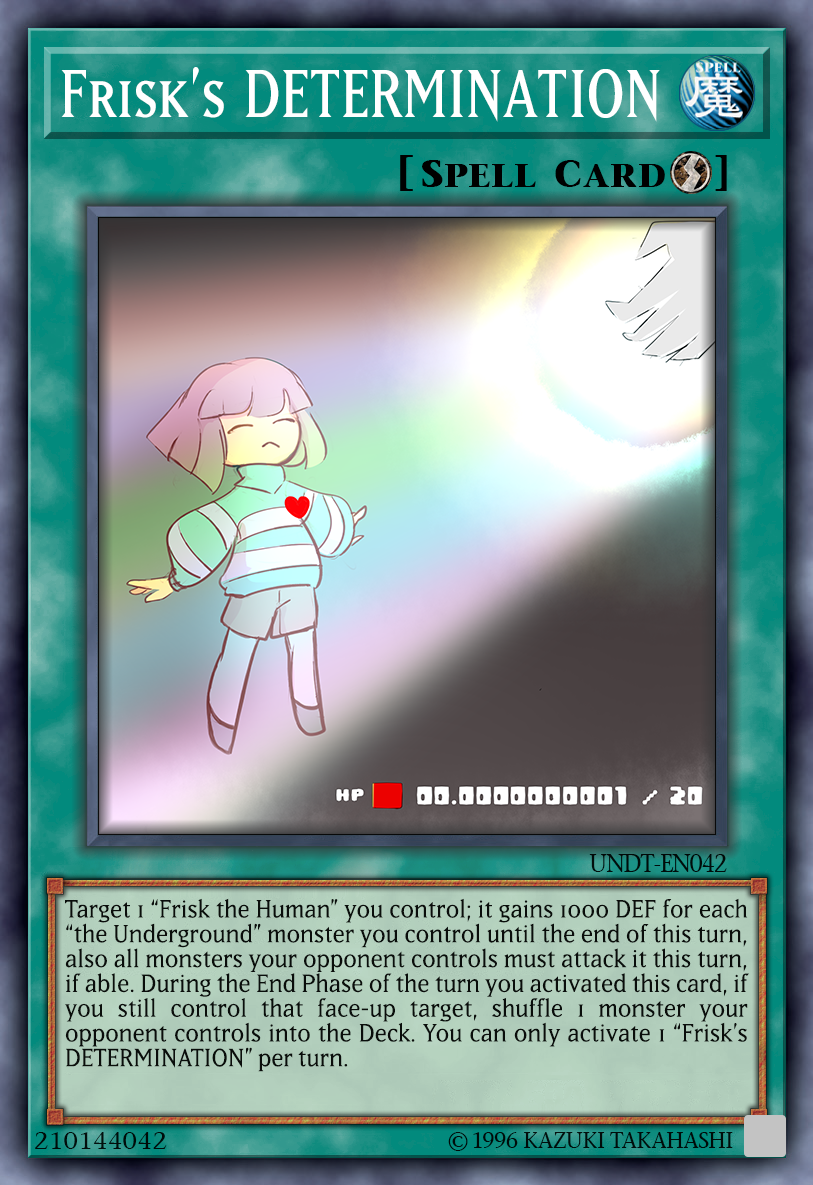 Frisk's DETERMINATION
SPELL
魔
[Spell Card]
HP 00.0000000001 / 20
UNDT-EN042
Target 1 “Frisk the Human” you control; it gains 1000 DEF for each
“the Underground” monster you control until the end of this turn,
also all monsters your opponent controls must attack it this turn,
if able. During the End Phase of the turn you activated this card, if
you still control that face-up target, shuffle 1 monster your
opponent controls into the Deck. You can only activate 1 “Frisk’s
DETERMINATION” per turn.
210144042
© 1996 KAZUKI TAKAHASHI